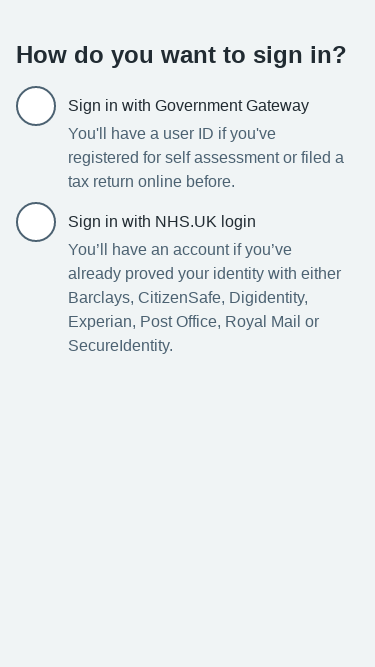 How do you want to sign in?
Sign in with Government Gateway
You'll have a user ID if you've
registered for self assessment or filed a
tax return online before.
Sign in with NHS.UK login
You’ll have an account if you’ve
already proved your identity with either
Barclays, CitizenSafe, Digidentity,
Experian, Post Office, Royal Mail or
SecureIdentity.